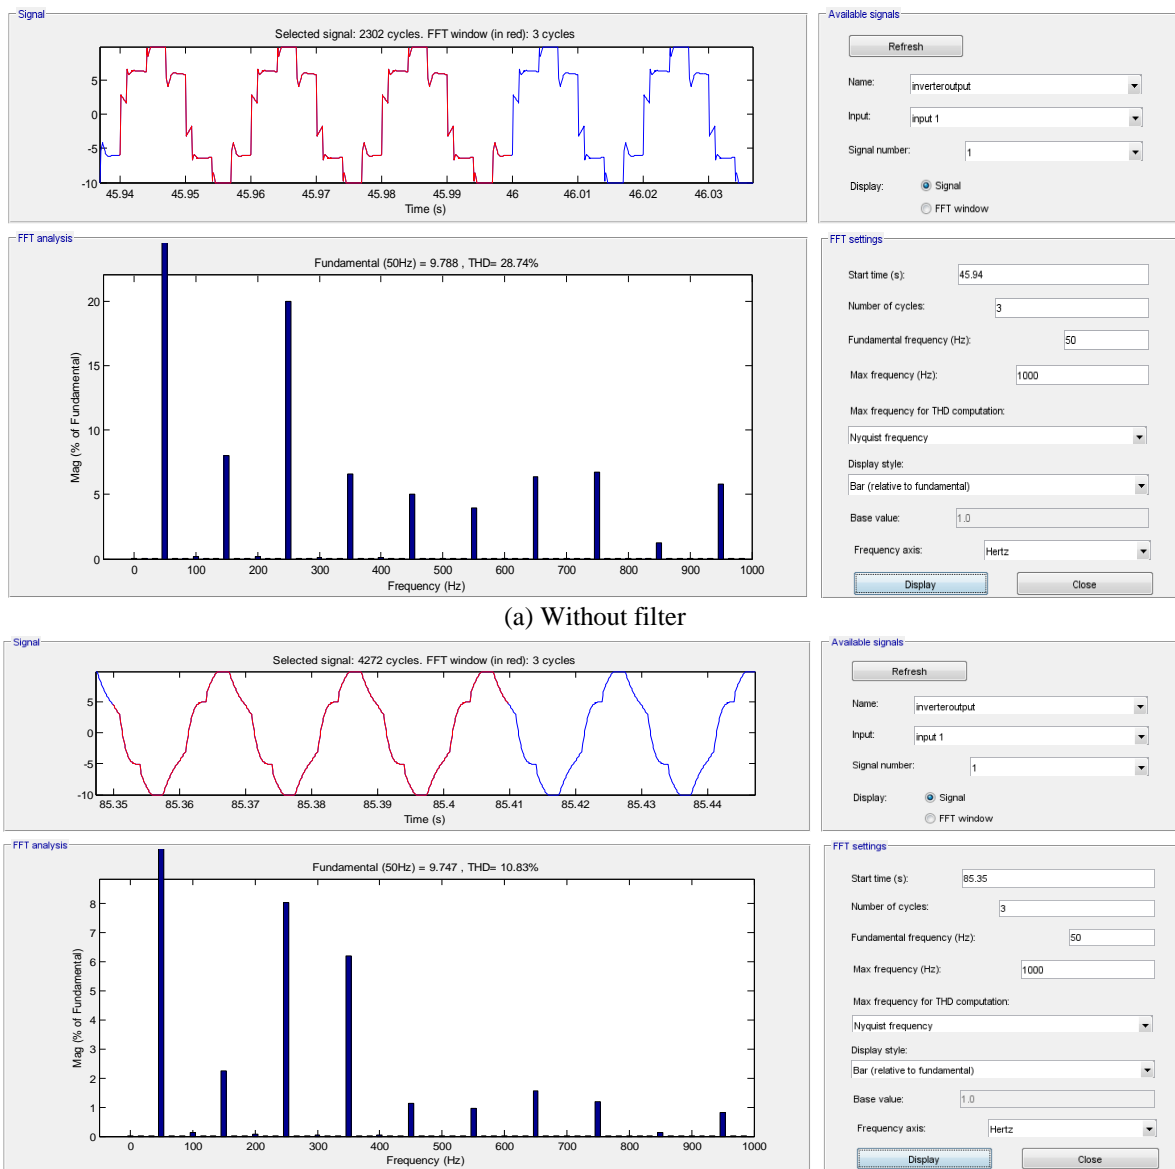 Signal
Selected signal: 2302 cycles. FFT window (in red): 3 cycles
5
0
-5
-10
45.94 45.95 45.96 45.97 45.98 45.99 46 46.01 46.02 46.03
Time (s)
Available signals
Refresh
Name: inverteroutput
Input: input 1
Signal number: 1
Display: Signal
FFT window
FFT analysis
Fundamental (50Hz) = 9.788 , THD= 28.74%
Mag (% of Fundamental)
20
15
10
5
0
0 100 200 300 400 500 600 700 800 900 1000
Frequency (Hz)
FFT settings
Start time (s): 45.94
Number of cycles: 3
Fundamental frequency (Hz): 50
Max frequency (Hz): 1000
Max frequency for THD computation:
Nyquist frequency
Display style:
Bar (relative to fundamental)
Base value: 1.0
Frequency axis: Hertz
Display Close
(a) Without filter
Signal
Selected signal: 4272 cycles. FFT window (in red): 3 cycles
5
0
-5
-10
85.35 85.36 85.37 85.38 85.39 85.4 85.41 85.42 85.43 85.44
Time (s)
Available signals
Refresh
Name: inverteroutput
Input: input 1
Signal number: 1
Display: Signal
FFT window
FFT analysis
Fundamental (50Hz) = 9.747 , THD= 10.83%
Mag (% of Fundamental)
8
7
6
5
4
3
2
1
0
0 100 200 300 400 500 600 700 800 900 1000
Frequency (Hz)
FFT settings
Start time (s): 85.35
Number of cycles: 3
Fundamental frequency (Hz): 50
Max frequency (Hz): 1000
Max frequency for THD computation:
Nyquist frequency
Display style:
Bar (relative to fundamental)
Base value: 1.0
Frequency axis: Hertz
Display Close